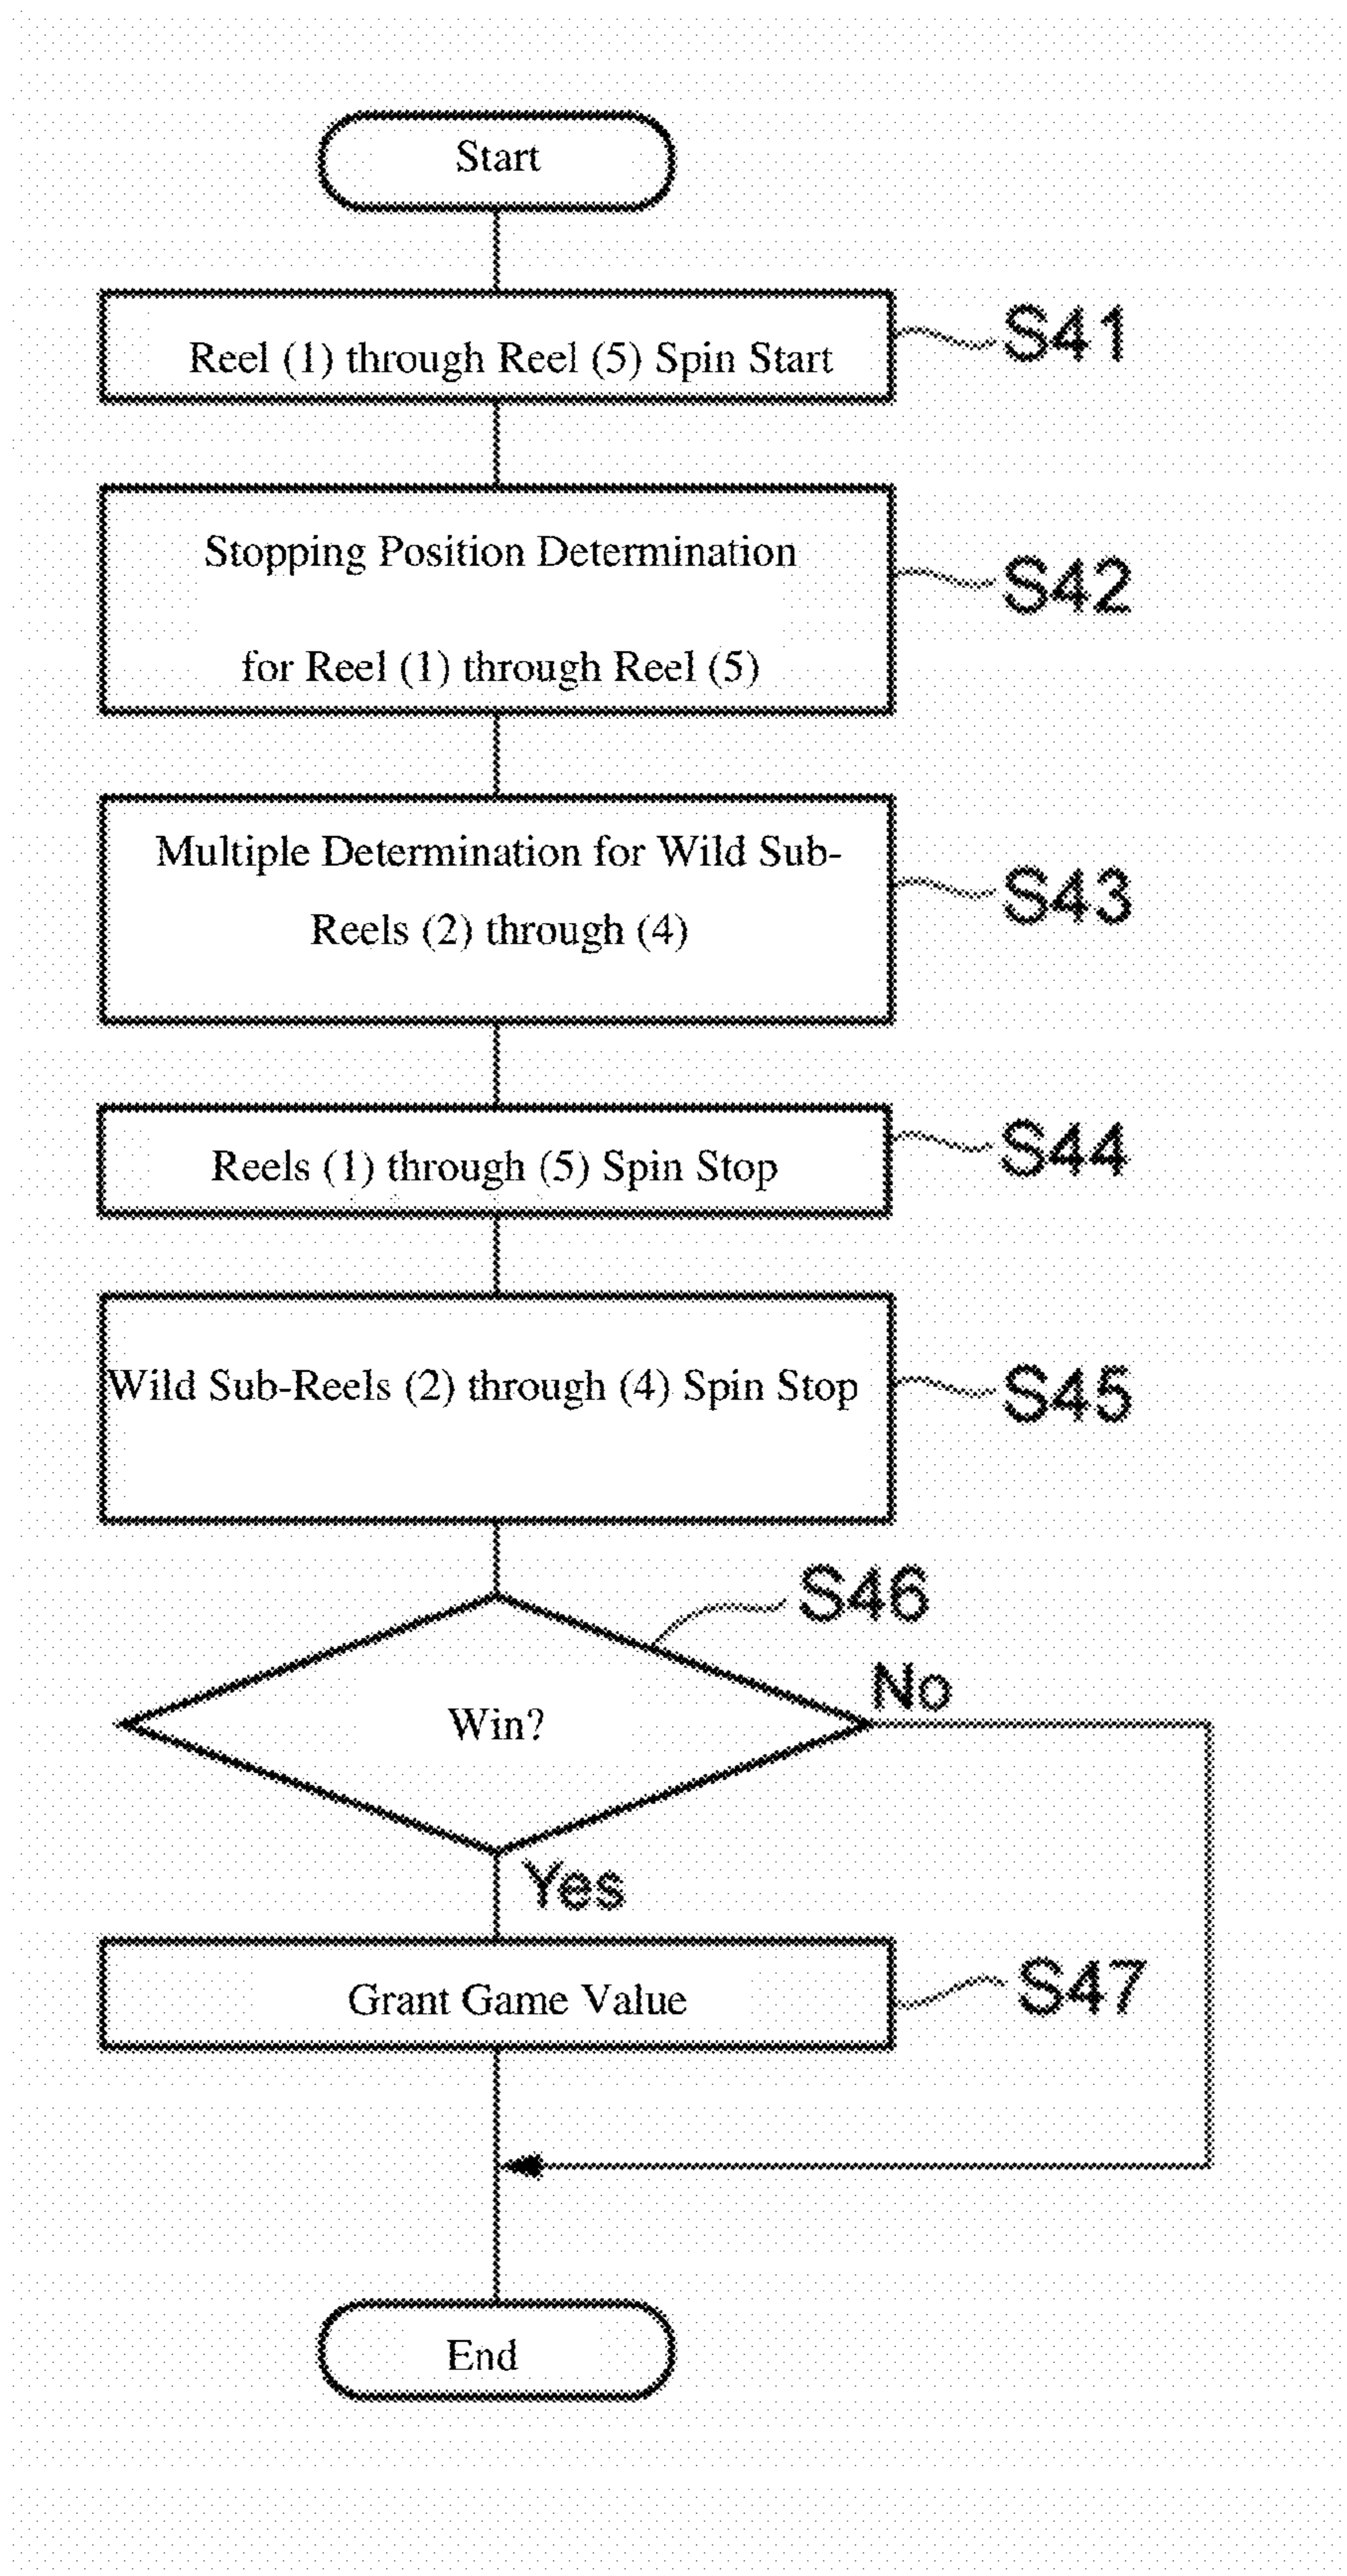 Start
Reel (1) through Reel (5) Spin Start
S41
Stopping Position Determination
for Reel (1) through Reel (5)
S42
Multiple Determination for Wild Sub-
Reels (2) through (4)
S43
Reels (1) through (5) Spin Stop
S44
Wild Sub-Reels (2) through (4) Spin Stop
S45
S46
Win?
No
Yes
Grant Game Value
S47
End